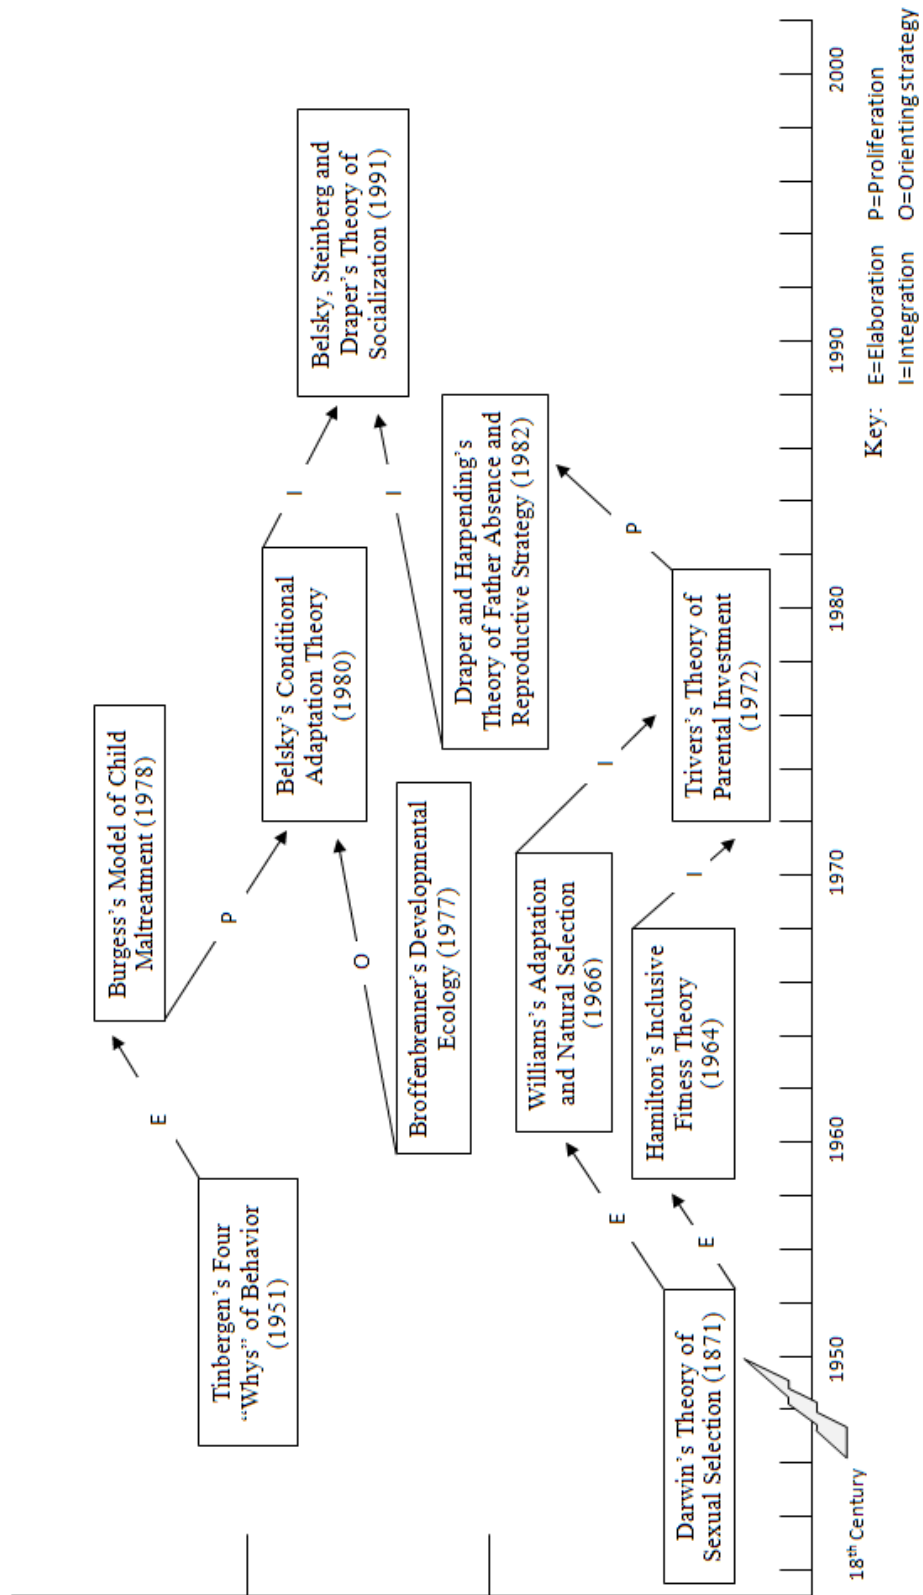 Burgess’s Model of Child
Maltreatment (1978)
Tinbergen’s Four
“Whys” of Behavior
(1951)
Belsky’s Conditional
Adaptation Theory
(1980)
Belsky, Steinberg and
Draper’s Theory of
Socialization (1991)
Broffenbrenner’s Developmental
Ecology (1977)
Draper and Harpending’s
Theory of Father Absence and
Reproductive Strategy (1982)
Williams’s Adaptation
and Natural Selection
(1966)
Hamilton’s Inclusive
Fitness Theory
(1964)
Darwin’s Theory of
Sexual Selection (1871)
Trivers’s Theory of
Parental Investment
(1972)
E
P
O
I
I
E
E
I
I
P
18th Century
1950
1960
1970
1980
1990
2000
Key: E=Elaboration P=Proliferation
I=Integration O=Orienting strategy